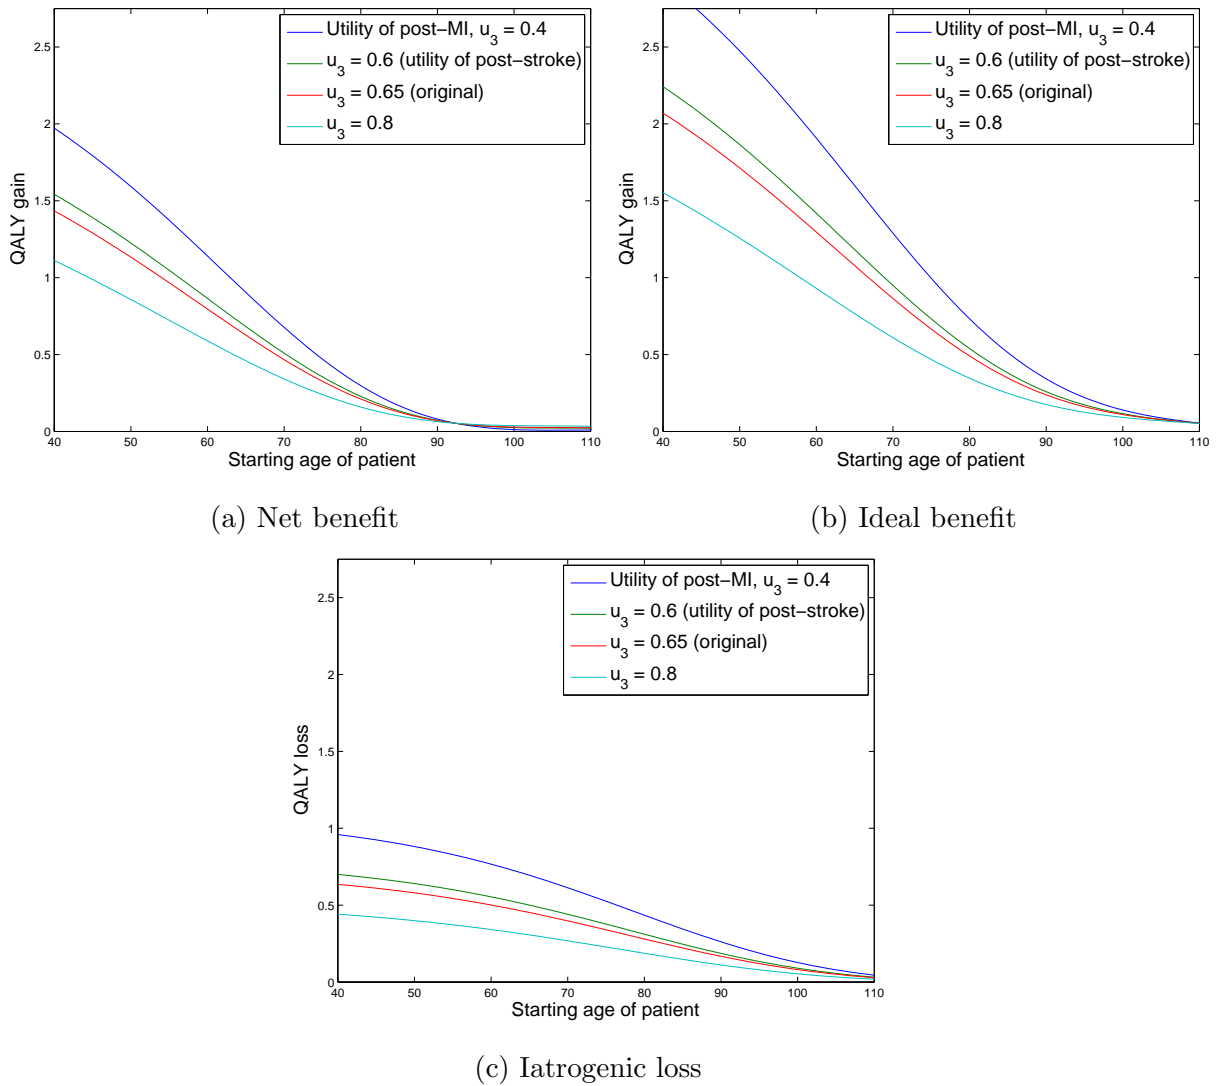 2.5
2
1.5
1
0.5
0
QALY gain
40 50 60 70 80 90 100 110
Starting age of patient
Utility of post−MI, u3 = 0.4
u3 = 0.6 (utility of post−stroke)
u3 = 0.65 (original)
u3 = 0.8
(a) Net benefit
2.5
2
1.5
1
0.5
0
QALY gain
40 50 60 70 80 90 100 110
Starting age of patient
Utility of post−MI, u3 = 0.4
u3 = 0.6 (utility of post−stroke)
u3 = 0.65 (original)
u3 = 0.8
(b) Ideal benefit
2.5
2
1.5
1
0.5
0
QALY loss
40 50 60 70 80 90 100 110
Starting age of patient
Utility of post−MI, u3 = 0.4
u3 = 0.6 (utility of post−stroke)
u3 = 0.65 (original)
u3 = 0.8
(c) Iatrogenic loss